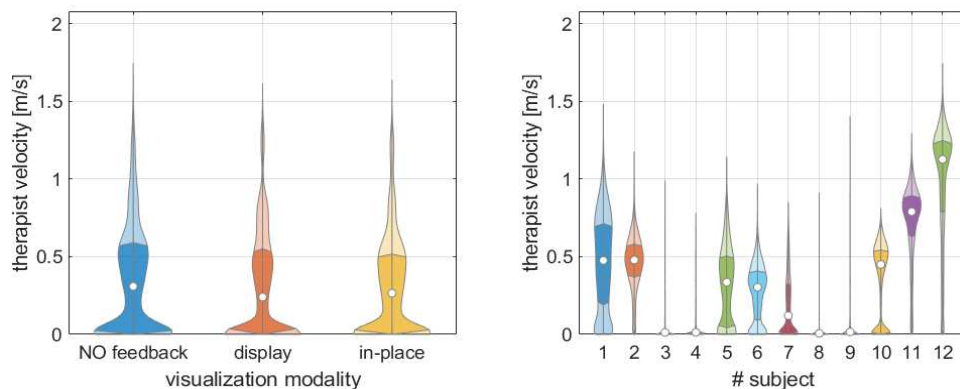 2
1.5
1
0.5
0
therapist velocity [m/s]
NO feedback display in-place
visualization modality
2
1.5
1
0.5
0
therapist velocity [m/s]
1 2 3 4 5 6 7 8 9 10 11 12
# subject